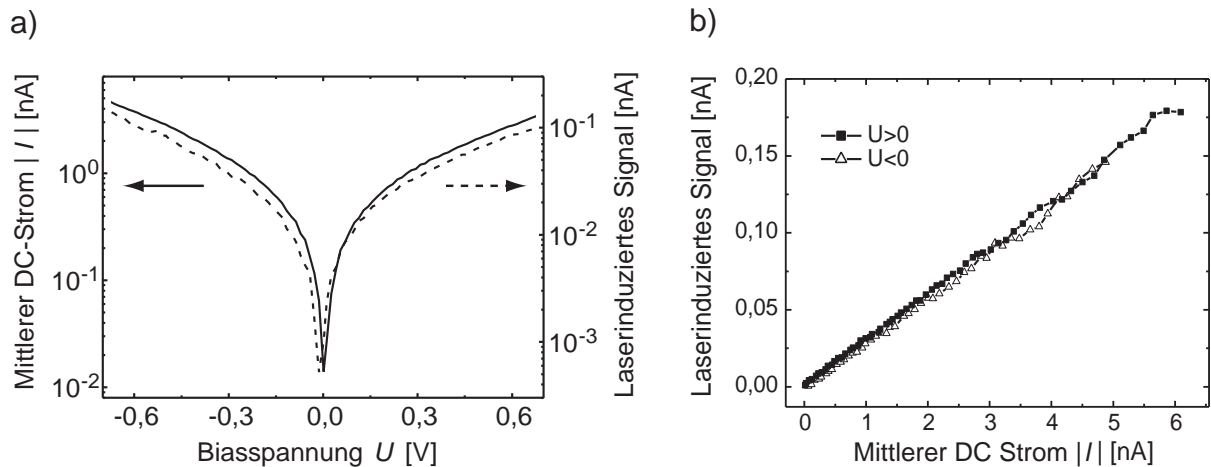 a)
Mittlerer DC-Strom | I | [nA]
10⁰
10⁻¹
10⁻²
-0,6
-0,3
0,0
0,3
0,6
Biasspannung U [V]
10⁻¹
10⁻²
10⁻³
Laserinduziertes Signal [nA]
b)
Laserinduziertes Signal [nA]
0,20
0,15
0,10
0,05
0,00
U>0
U<0
0
1
2
3
4
5
6
Mittlerer DC Strom | I | [nA]